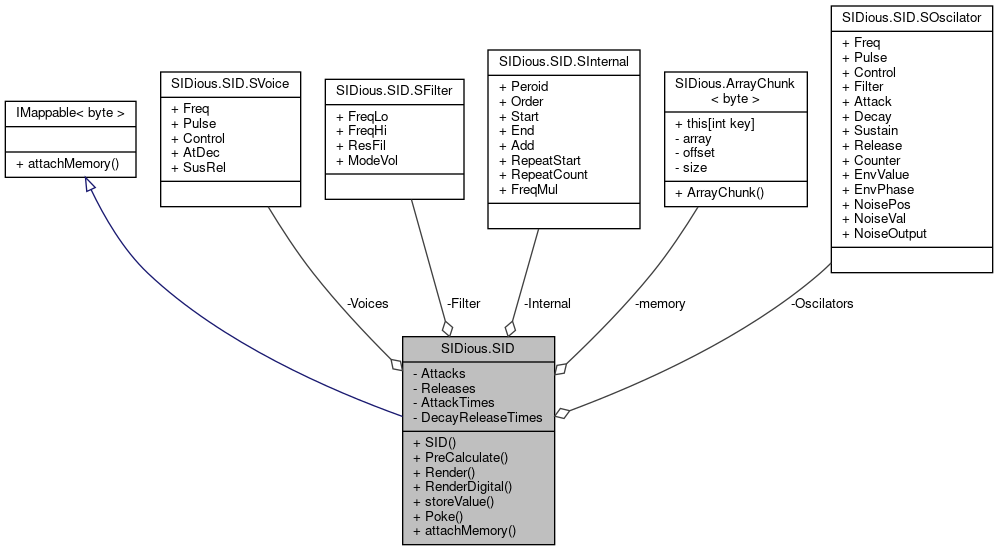 IMappable< byte >
+ attachMemory()
SIDious.SID.SVoice
+ Freq
+ Pulse
+ Control
+ AtDec
+ SusRel
SIDious.SID.SFilter
+ FreqLo
+ FreqHi
+ ResFil
+ ModeVol
SIDious.SID.SInternal
+ Peroid
+ Order
+ Start
+ End
+ Add
+ RepeatStart
+ RepeatCount
+ FreqMul
SIDious.ArrayChunk
< byte >
+ this[int key]
- array
- offset
- size
+ ArrayChunk()
SIDious.SID.SOscilator
+ Freq
+ Pulse
+ Control
+ Filter
+ Attack
+ Decay
+ Sustain
+ Release
+ Counter
+ EnvValue
+ EnvPhase
+ NoisePos
+ NoiseVal
+ NoiseOutput
-Voices
-Filter
-Internal
-memory
-Oscilators
SIDious.SID
- Attacks
- Releases
- AttackTimes
- DecayReleaseTimes
+ SID()
+ PreCalculate()
+ Render()
+ RenderDigital()
+ storeValue()
+ Poke()
+ attachMemory()